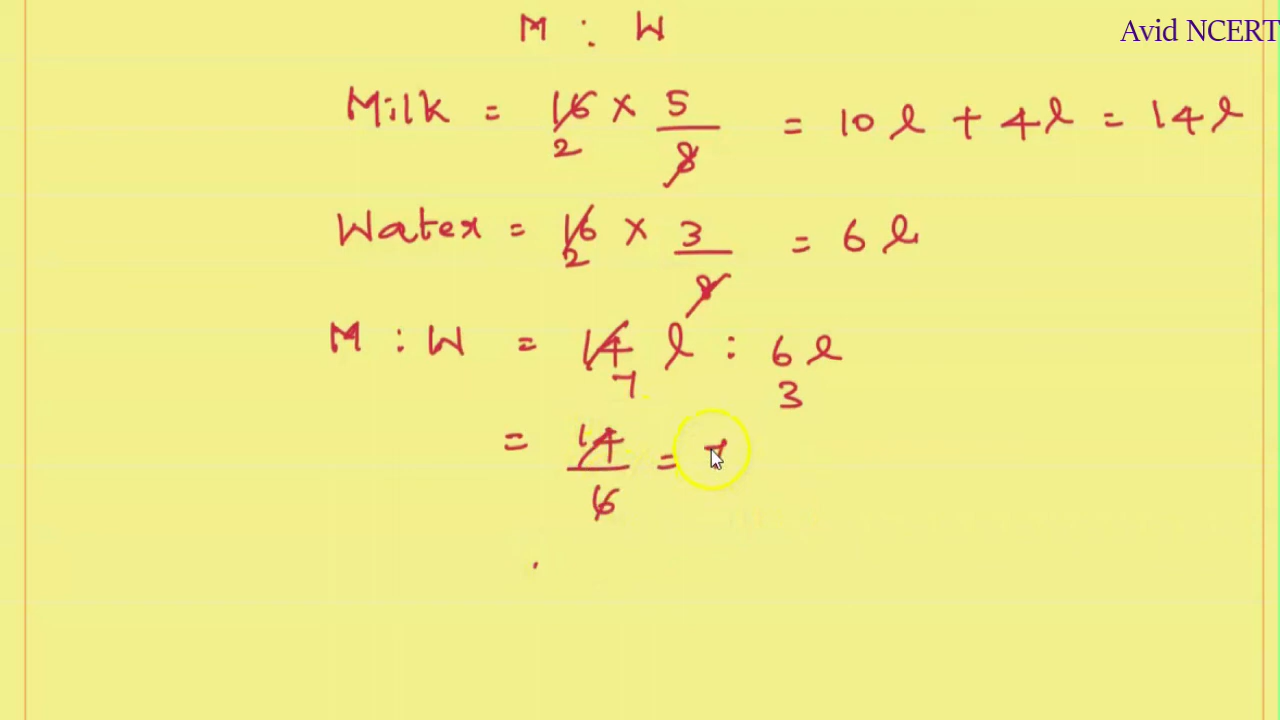 Avid NCERT
M : W
Milk = 16 × 5/8 = 10 l + 4 l = 14 l
2
Water = 16 × 3/8 = 6 l
2
M : W = 14 l : 6 l
7 3
= 14/6 = 7